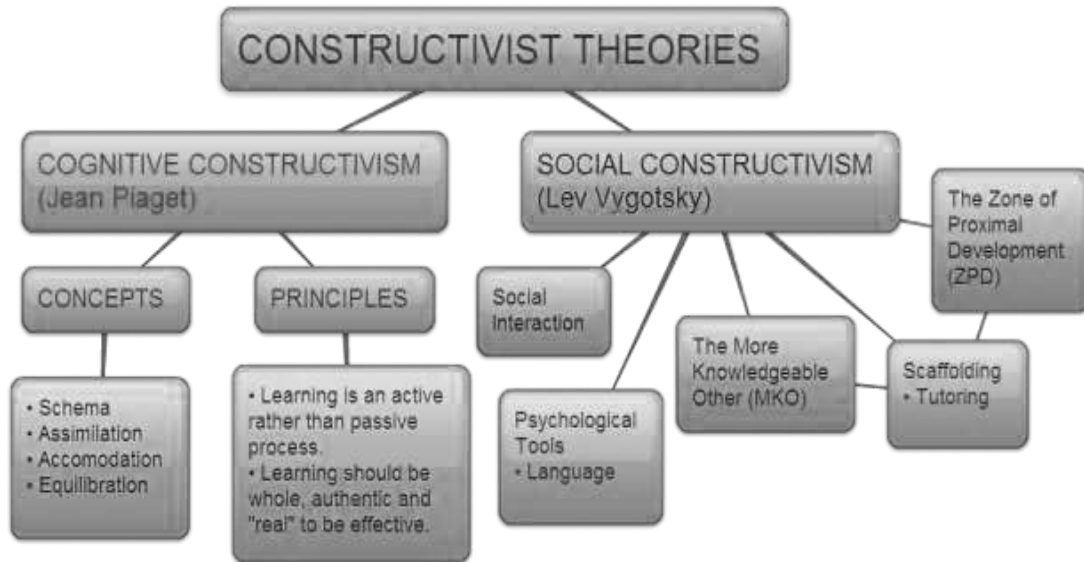 CONSTRUCTIVIST THEORIES
COGNITIVE CONSTRUCTIVISM
(Jean Piaget)
SOCIAL CONSTRUCTIVISM
(Lev Vygotsky)
The Zone of
Proximal
Development
(ZPD)
CONCEPTS
PRINCIPLES
Social
Interaction
The More
Knowledgeable
Other (MKO)
Scaffolding
• Tutoring
• Schema
• Assimilation
• Accomodation
• Equilibration
• Learning is an active
rather than passive
process.
• Learning should be
whole, authentic and
"real" to be effective.
Psychological
Tools
• Language